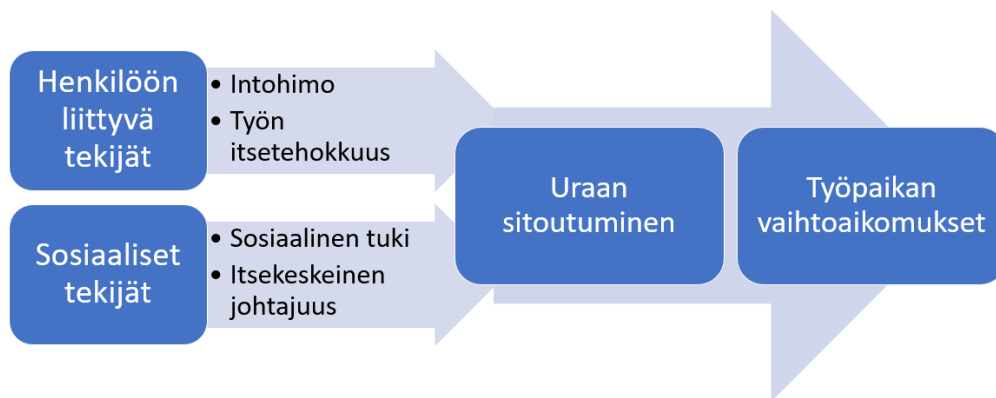 Henkilöön
liittyvä
tekijät
• Intohimo
• Työn
itsetehokkuus
Sosiaaliset
tekijät
• Sosiaalinen tuki
• Itsekeskeinen
johtajuus
Uraan
sitoutuminen
Työpaikan
vaihtoaikomukset